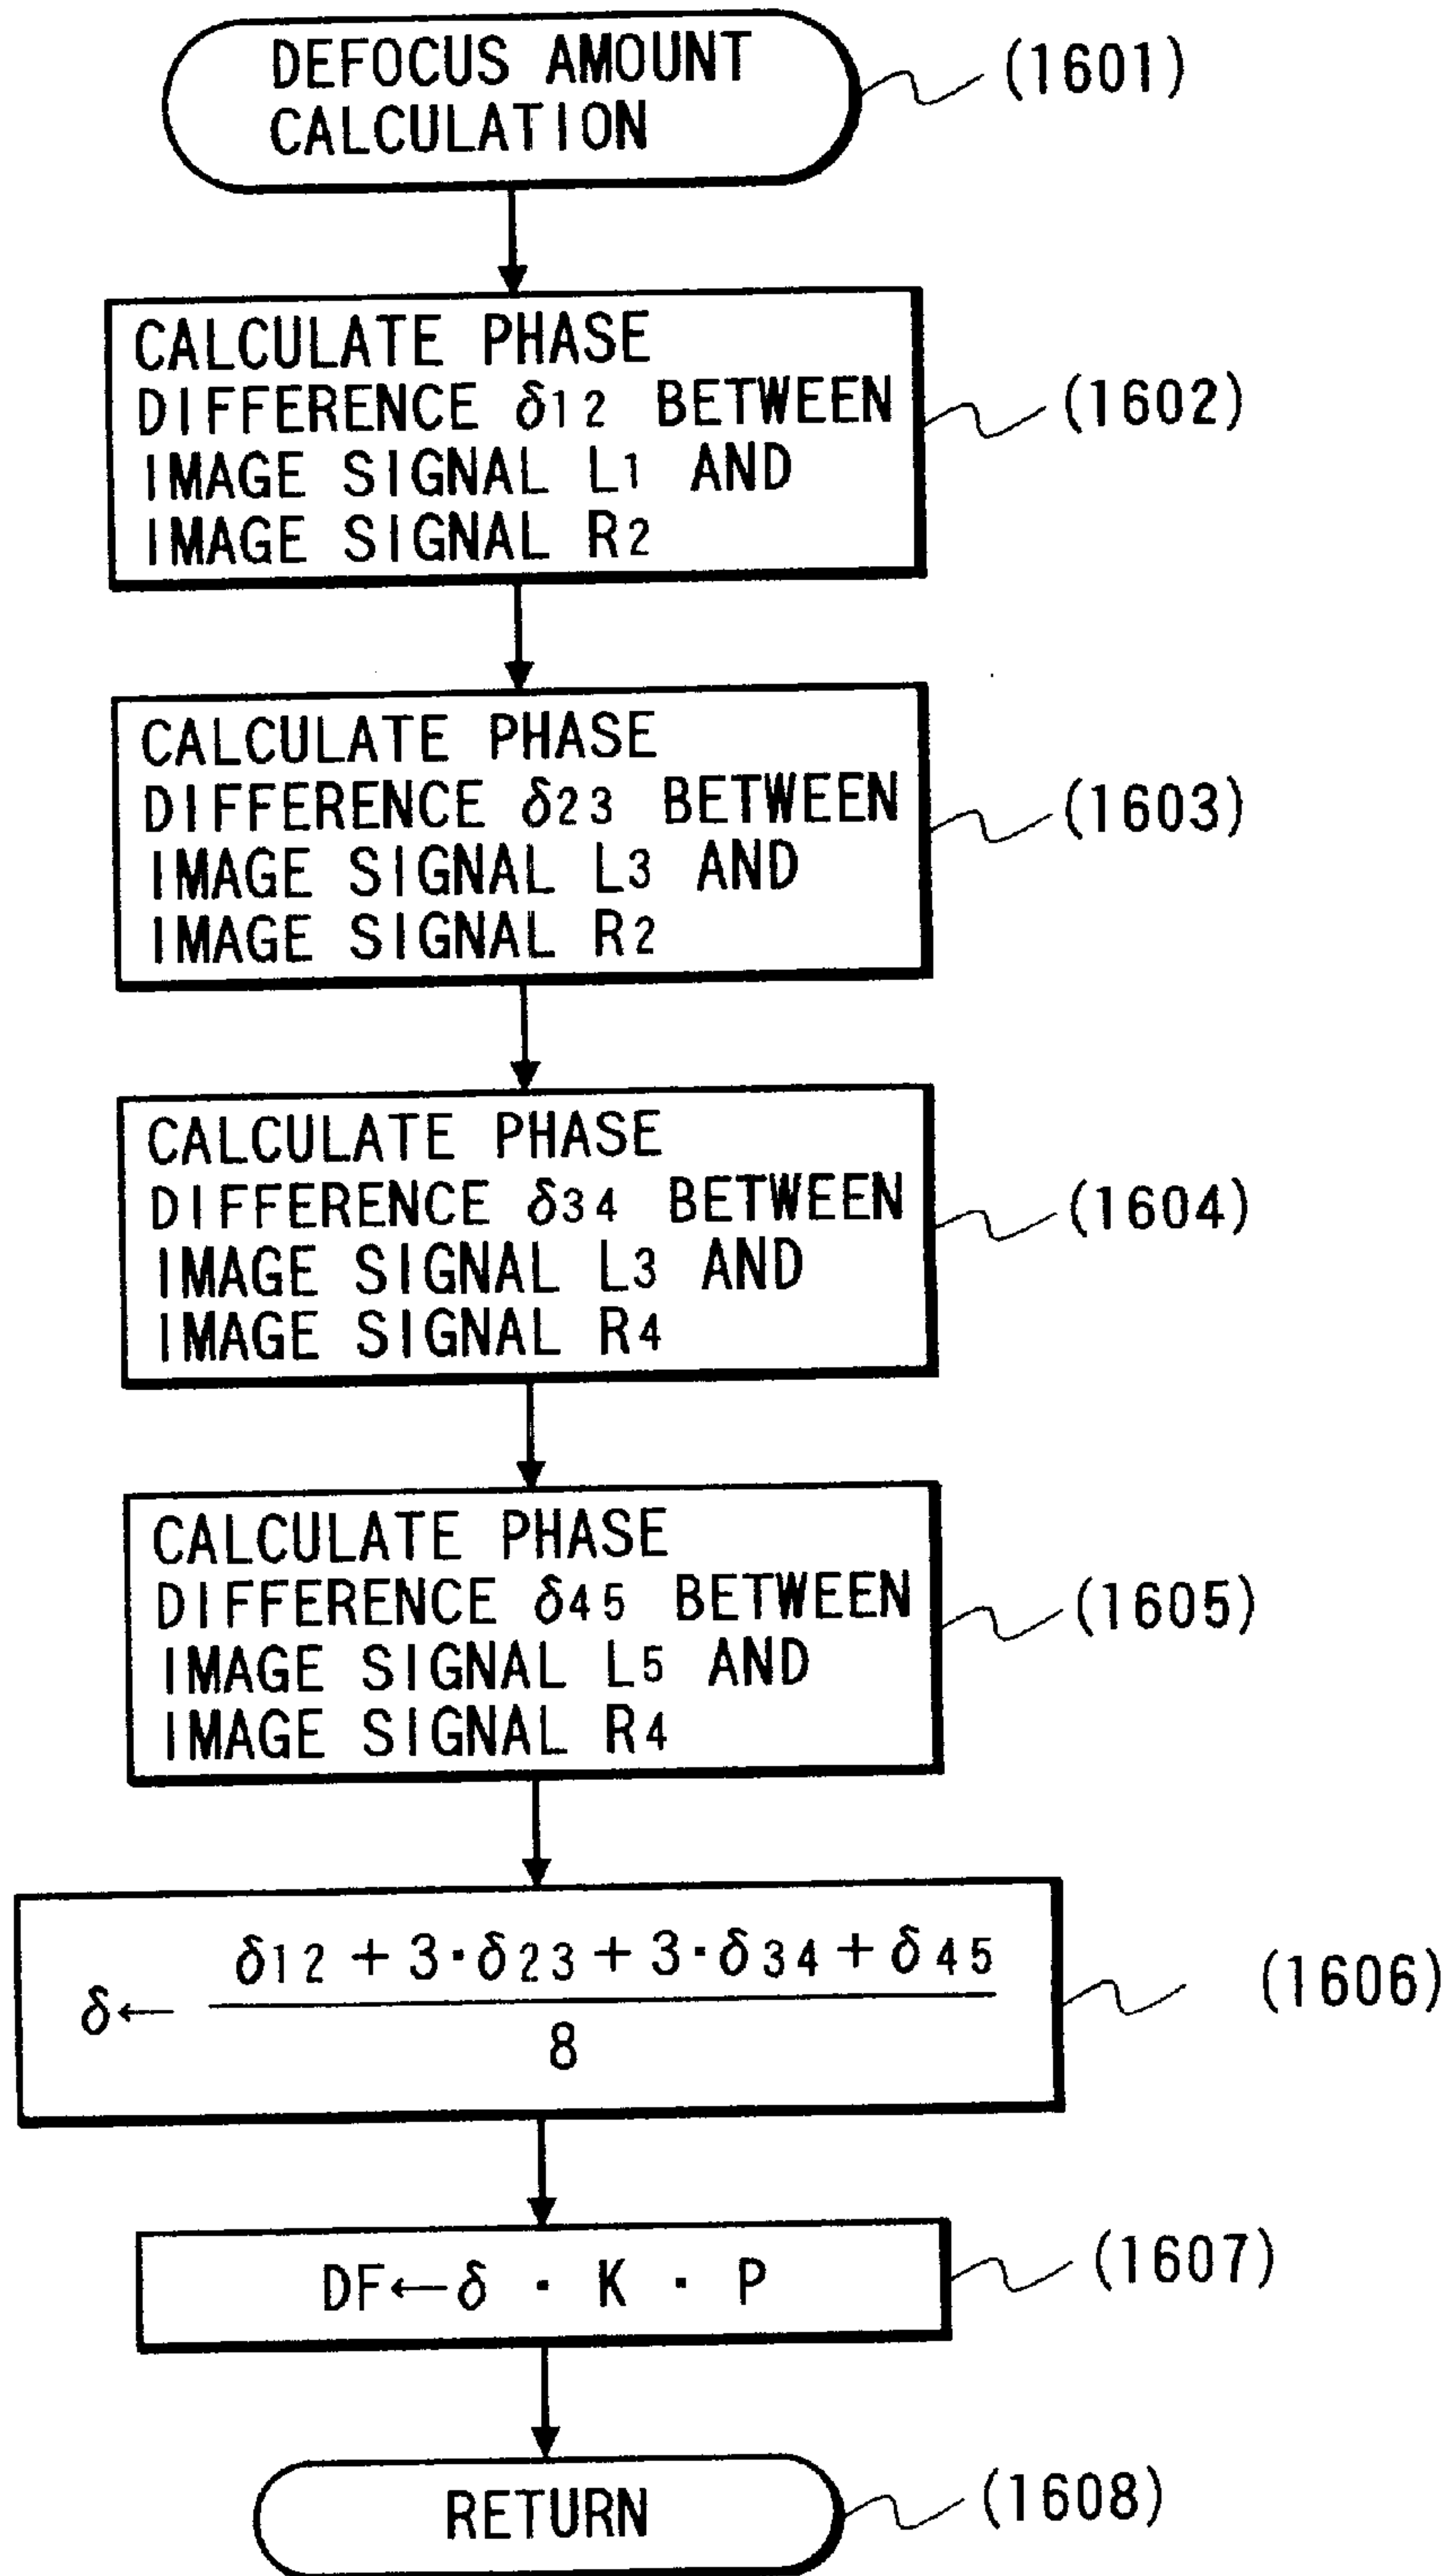 DEFOCUS AMOUNT
CALCULATION
(1601)
CALCULATE PHASE
DIFFERENCE δ12 BETWEEN
IMAGE SIGNAL L1 AND
IMAGE SIGNAL R2
(1602)
CALCULATE PHASE
DIFFERENCE δ23 BETWEEN
IMAGE SIGNAL L3 AND
IMAGE SIGNAL R2
(1603)
CALCULATE PHASE
DIFFERENCE δ34 BETWEEN
IMAGE SIGNAL L3 AND
IMAGE SIGNAL R4
(1604)
CALCULATE PHASE
DIFFERENCE δ45 BETWEEN
IMAGE SIGNAL L5 AND
IMAGE SIGNAL R4
(1605)
δ12 + 3·δ23 + 3·δ34 + δ45
δ←
8
(1606)
DF←δ · K · P
(1607)
RETURN
(1608)